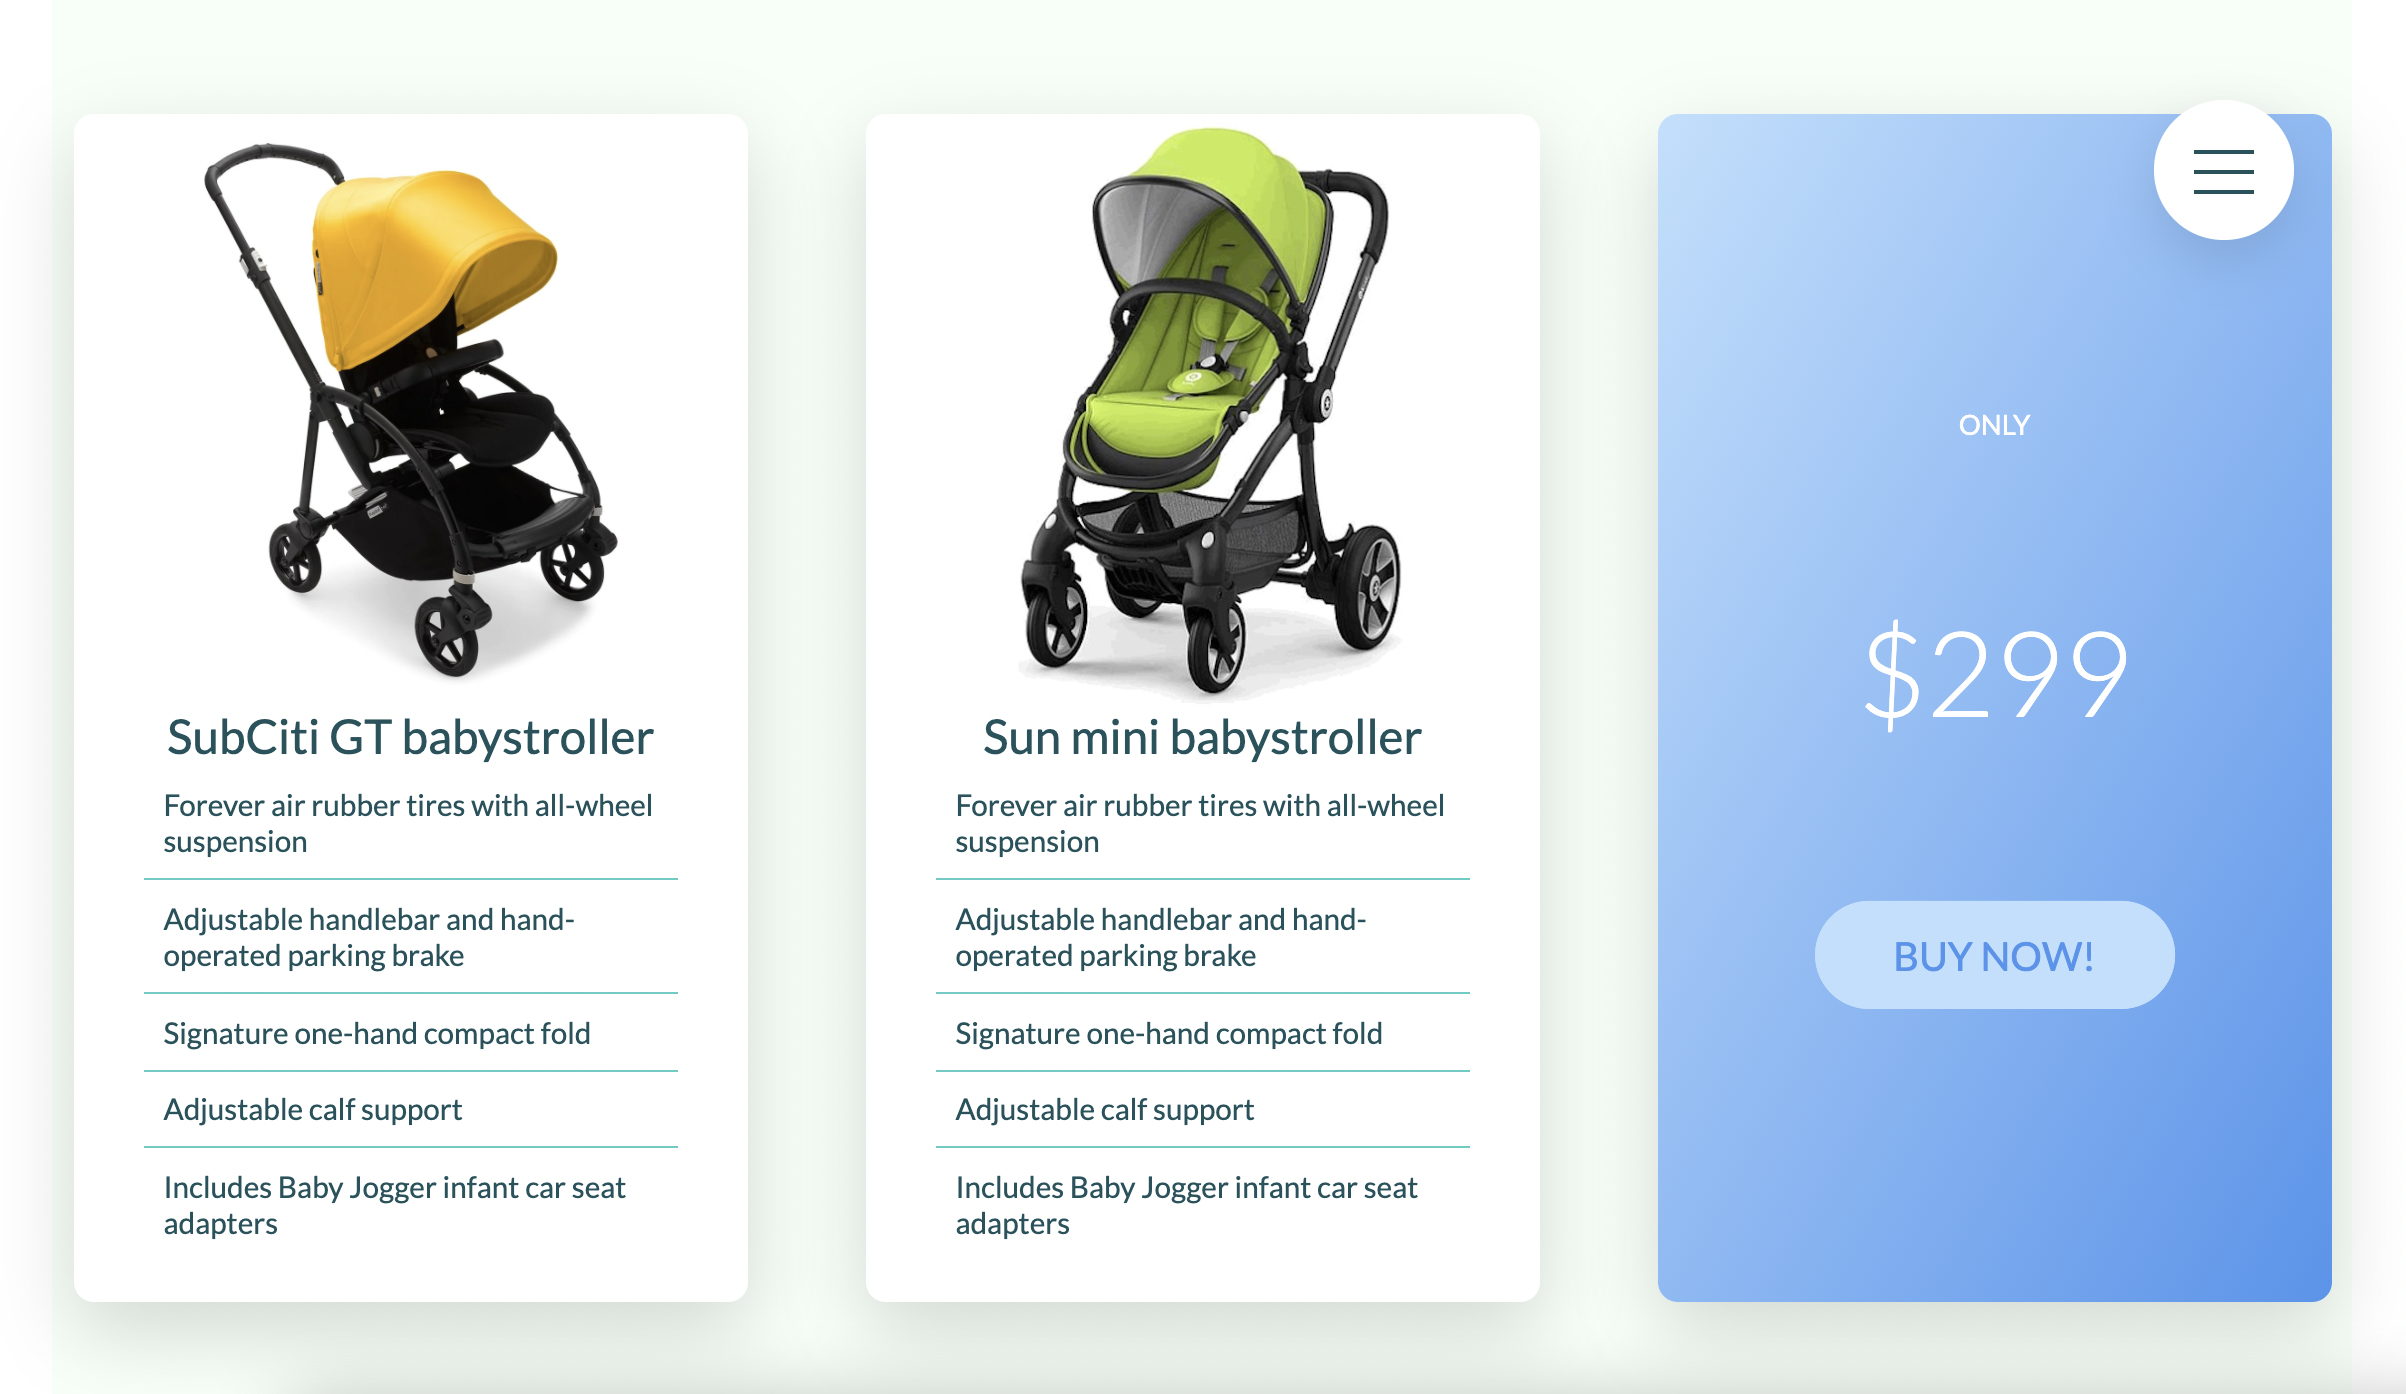 SubCiti GT babystroller
Forever air rubber tires with all-wheel
suspension
Adjustable handlebar and hand-
operated parking brake
Signature one-hand compact fold
Adjustable calf support
Includes Baby Jogger infant car seat
adapters
Sun mini babystroller
Forever air rubber tires with all-wheel
suspension
Adjustable handlebar and hand-
operated parking brake
Signature one-hand compact fold
Adjustable calf support
Includes Baby Jogger infant car seat
adapters
ONLY
$299
BUY NOW!